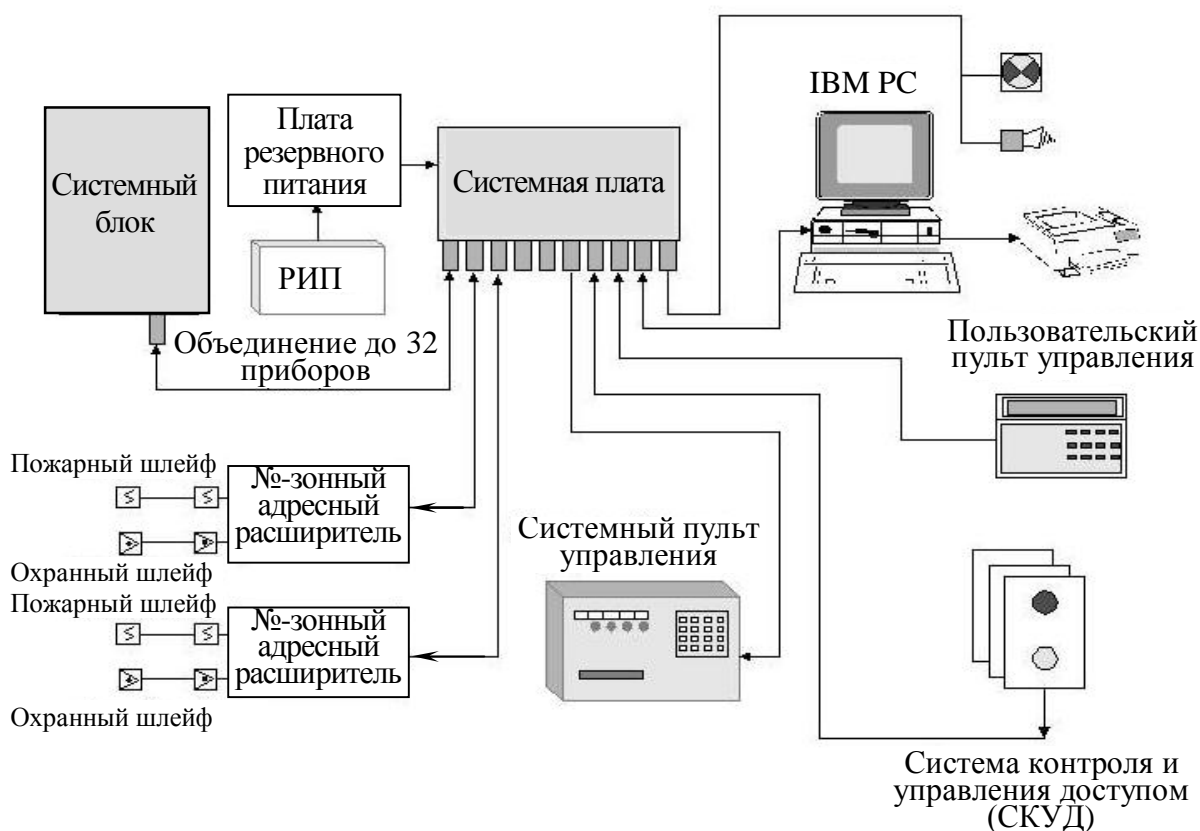 IBM PC
Плата
резервного
питания
Системный
блок
Системная плата
РИП
Объединение до 32
приборов
Пользовательский
пульт управления
Пожарный шлейф
№-зонный
адресный
расширитель
Охранный шлейф
Системный пульт
управления
Пожарный шлейф
№-зонный
адресный
расширитель
Охранный шлейф
Система контроля и
управления доступом
(СКУД)